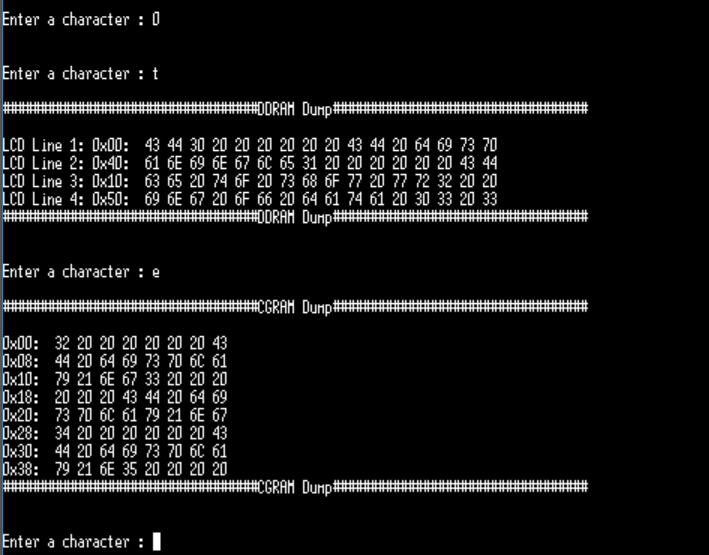 Enter a character : 0
Enter a character : t
##################################DDRAM Dump##################################
LCD Line 1: 0x00:  43 44 30 20 20 20 20 20 20 43 44 20 64 69 73 70
LCD Line 2: 0x40:  61 6E 69 6E 67 6C 65 31 20 20 20 20 20 20 43 44
LCD Line 3: 0x10:  63 65 20 74 6F 20 73 68 6F 77 20 77 72 32 20 20
LCD Line 4: 0x50:  69 6E 67 20 6F 66 20 64 61 74 61 20 30 33 20 33
##################################DDRAM Dump##################################
Enter a character : e
##################################CGRAM Dump##################################
0x00:  32 20 20 20 20 20 20 43
0x08:  44 20 64 69 73 70 6C 61
0x10:  79 21 6E 67 33 20 20 20
0x18:  20 20 20 43 44 20 64 69
0x20:  73 70 6C 61 79 21 6E 67
0x28:  34 20 20 20 20 20 20 43
0x30:  44 20 64 69 73 70 6C 61
0x38:  79 21 6E 35 20 20 20 20
##################################CGRAM Dump##################################
Enter a character :